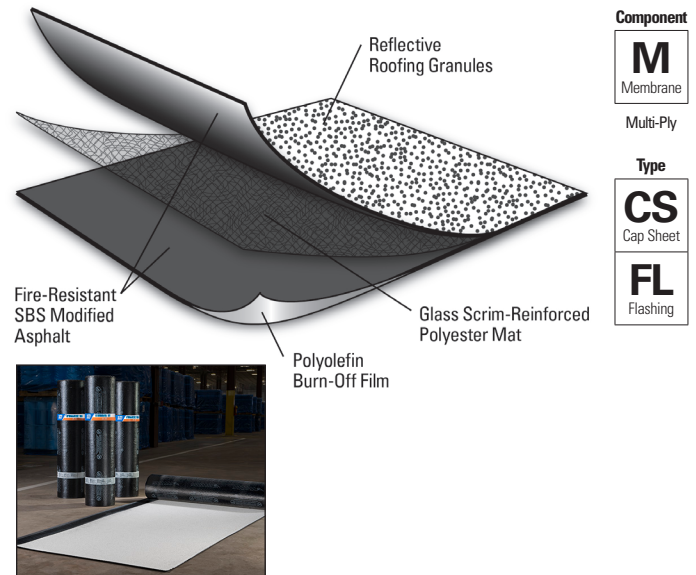 Reflective
Roofing Granules
Fire-Resistant
SBS Modified
Asphalt
Glass Scrim-Reinforced
Polyester Mat
Polyolefin
Burn-Off Film
Component
M
Membrane
Multi-Ply
Type
CS
Cap Sheet
FL
Flashing